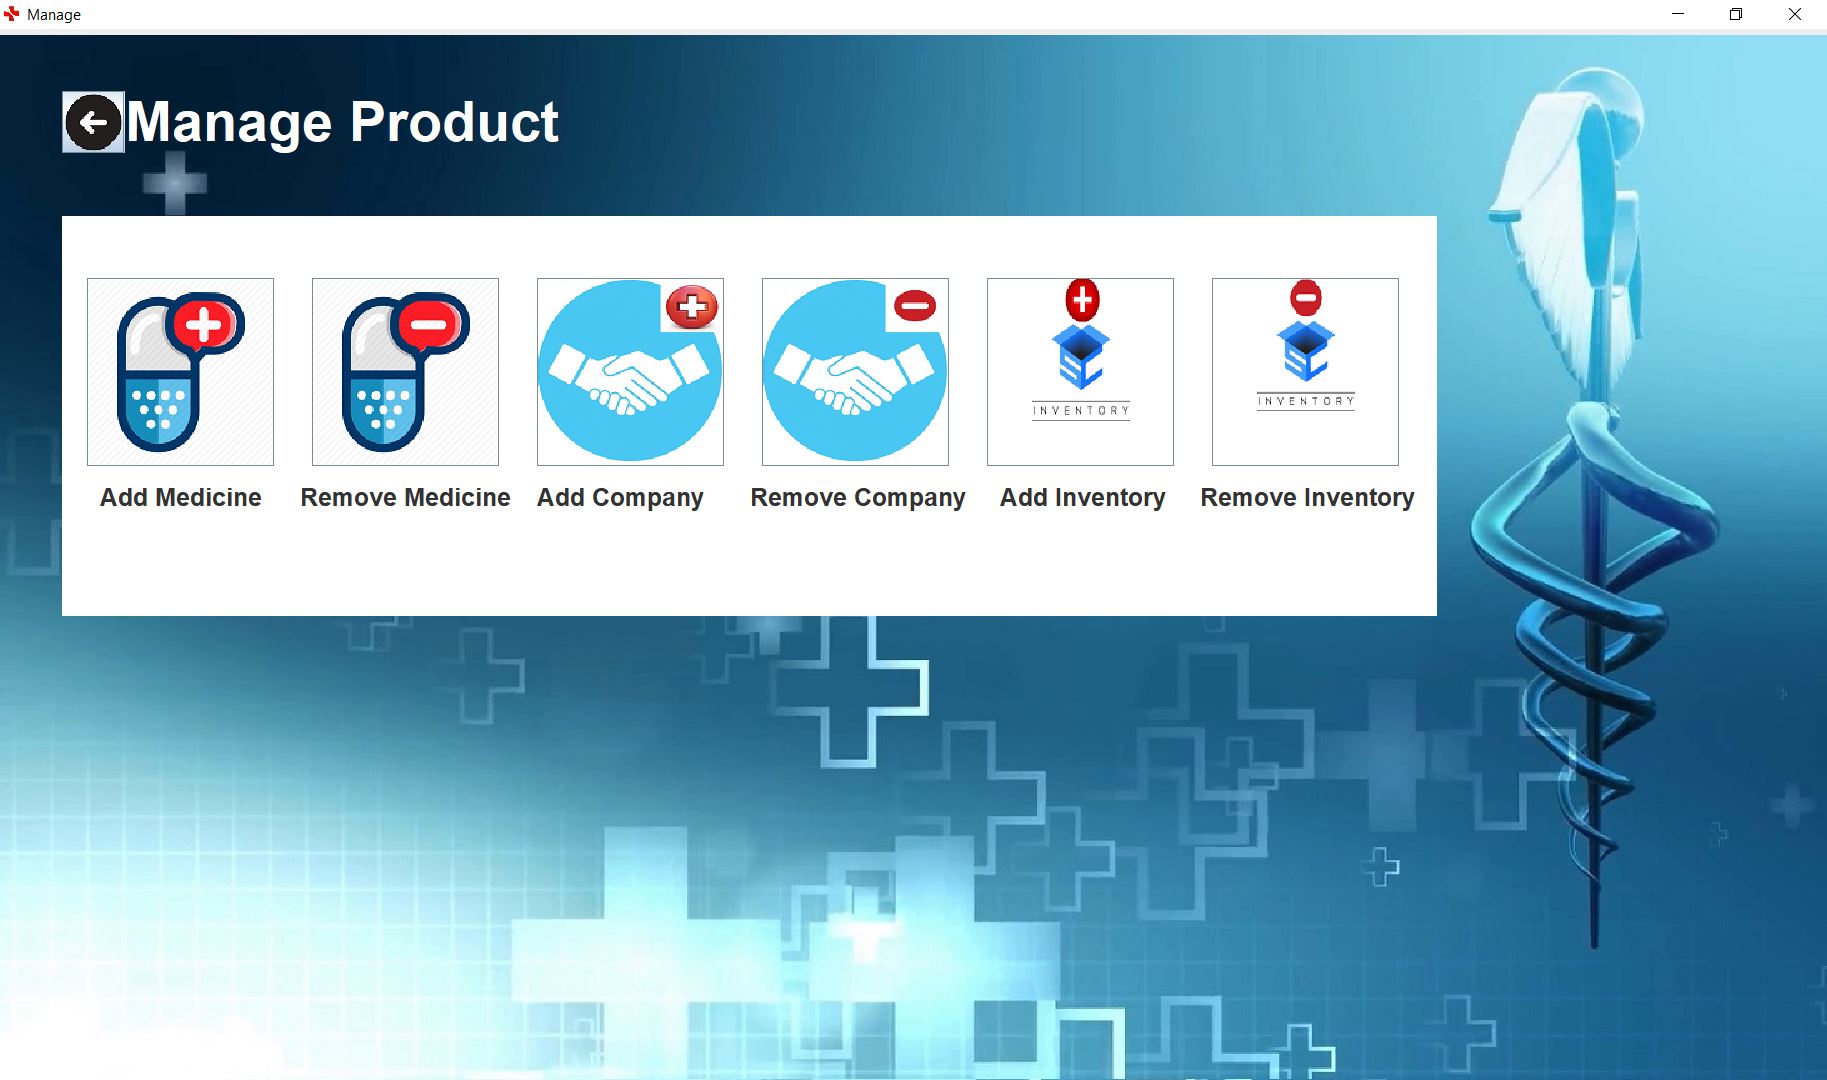 Manage
Manage Product
INVENTORY
INVENTORY
Add Medicine
Remove Medicine
Add Company
Remove Company
Add Inventory
Remove Inventory